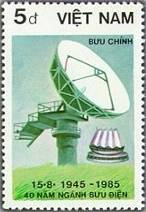 5đ VIỆT NAM
BƯU CHÍNH
15-8-1945-1985
40 NĂM NGÀNH BƯU ĐIỆN